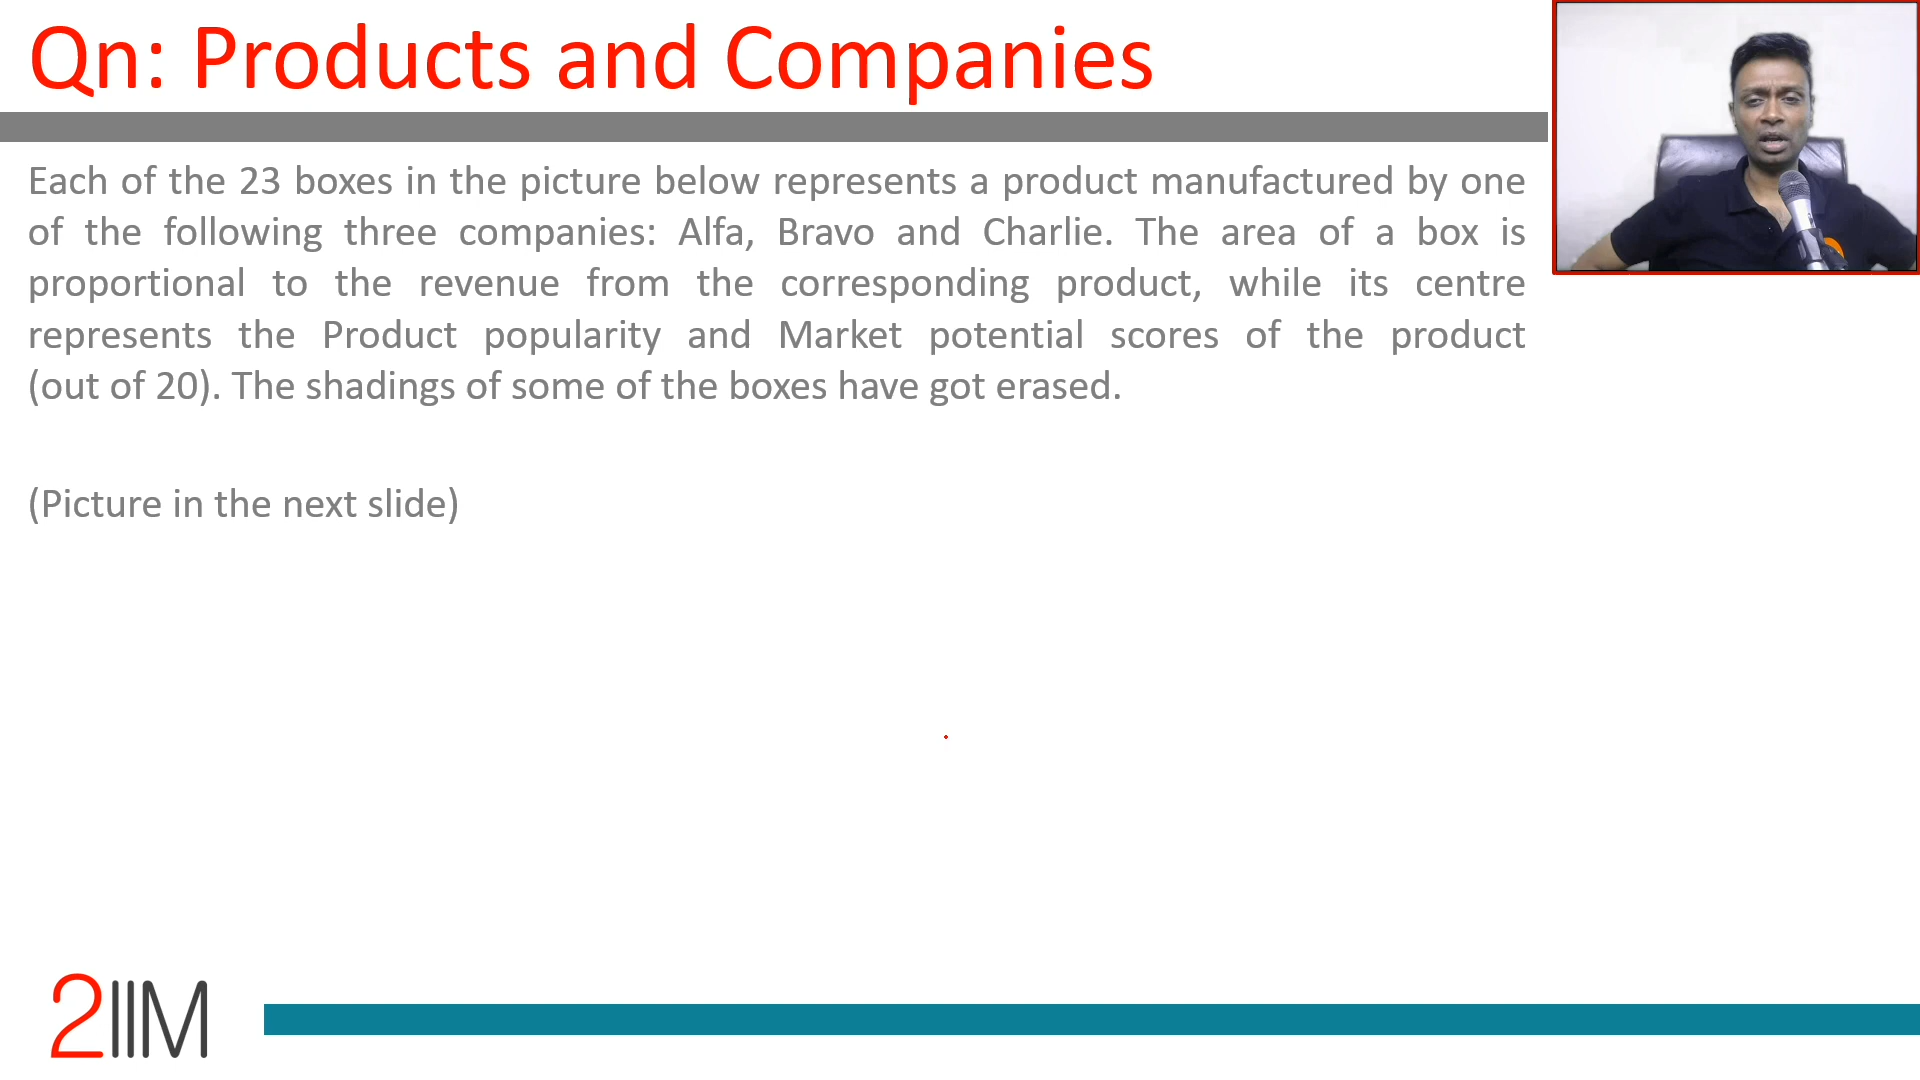 Qn: Products and Companies
Each of the 23 boxes in the picture below represents a product manufactured by one
of the following three companies: Alfa, Bravo and Charlie. The area of a box is
proportional to the revenue from the corresponding product, while its centre
represents the Product popularity and Market potential scores of the product
(out of 20). The shadings of some of the boxes have got erased.
(Picture in the next slide)
2IIM